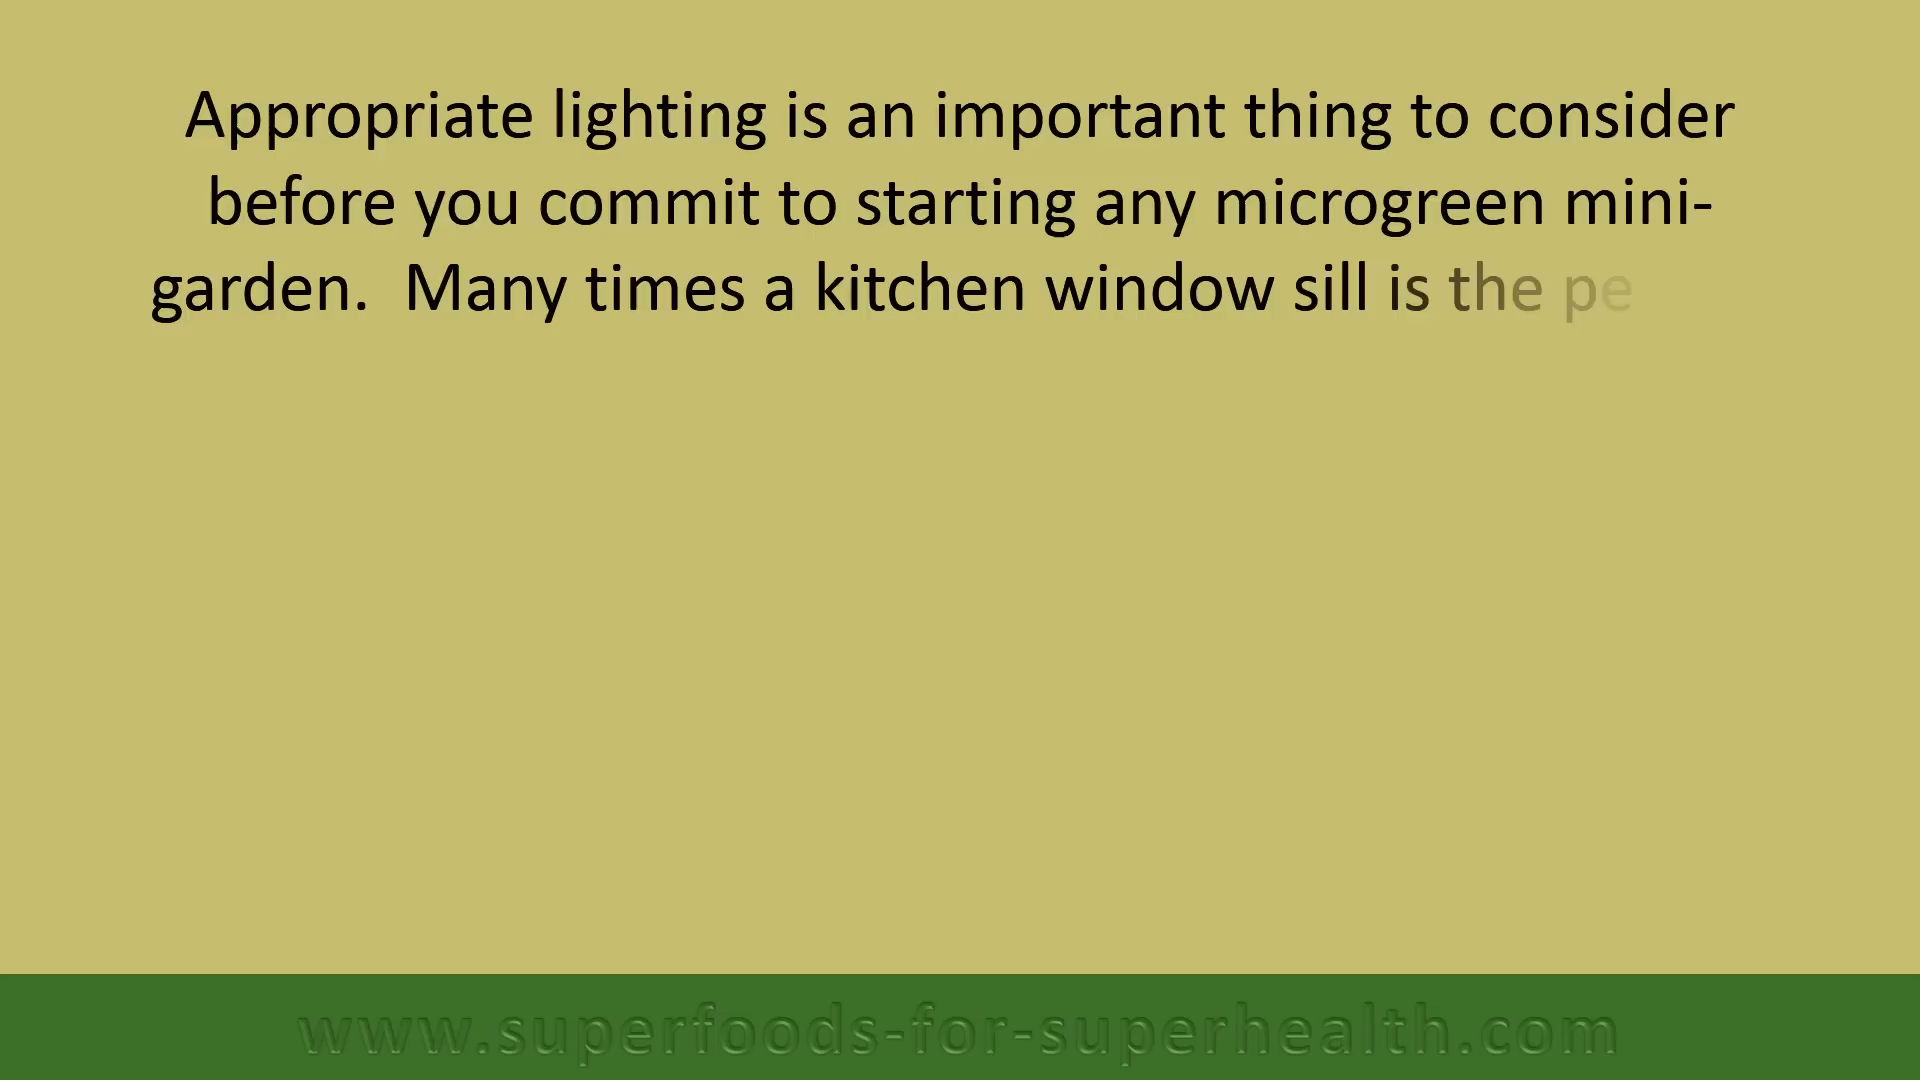 Appropriate lighting is an important thing to consider
before you commit to starting any microgreen mini-
garden.  Many times a kitchen window sill is the pe
www.superfoods-for-superhealth.com